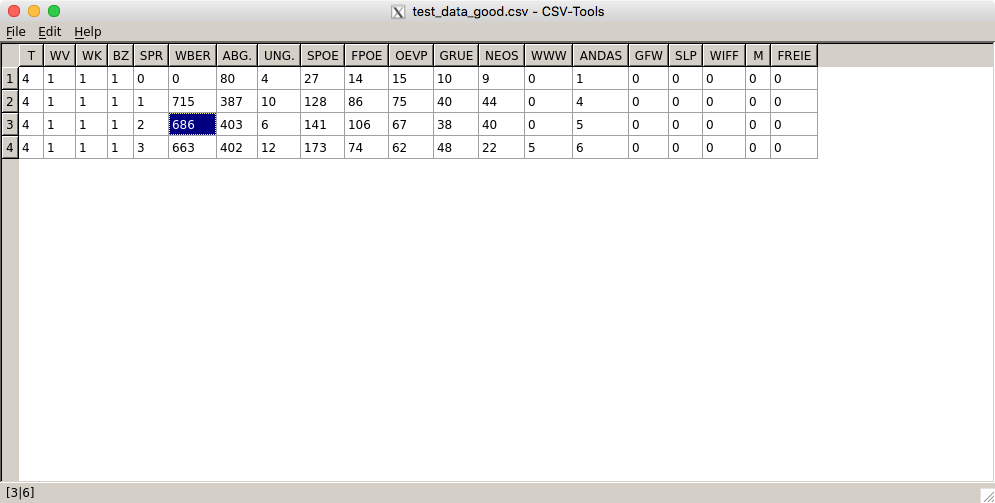 test_data_good.csv - CSV-Tools
File Edit Help
T WV WK BZ SPR WBER ABG. UNG. SPOE FPOE OEVP GRUE NEOS WWW ANDAS GFW SLP WIFF M FREIE
1 4 1 1 1 0 0 80 4 27 14 15 10 9 0 1 0 0 0 0 0
2 4 1 1 1 1 715 387 10 128 86 75 40 44 0 4 0 0 0 0 0
3 4 1 1 1 2 686 403 6 141 106 67 38 40 0 5 0 0 0 0 0
4 4 1 1 1 3 663 402 12 173 74 62 48 22 5 6 0 0 0 0 0
[3|6]